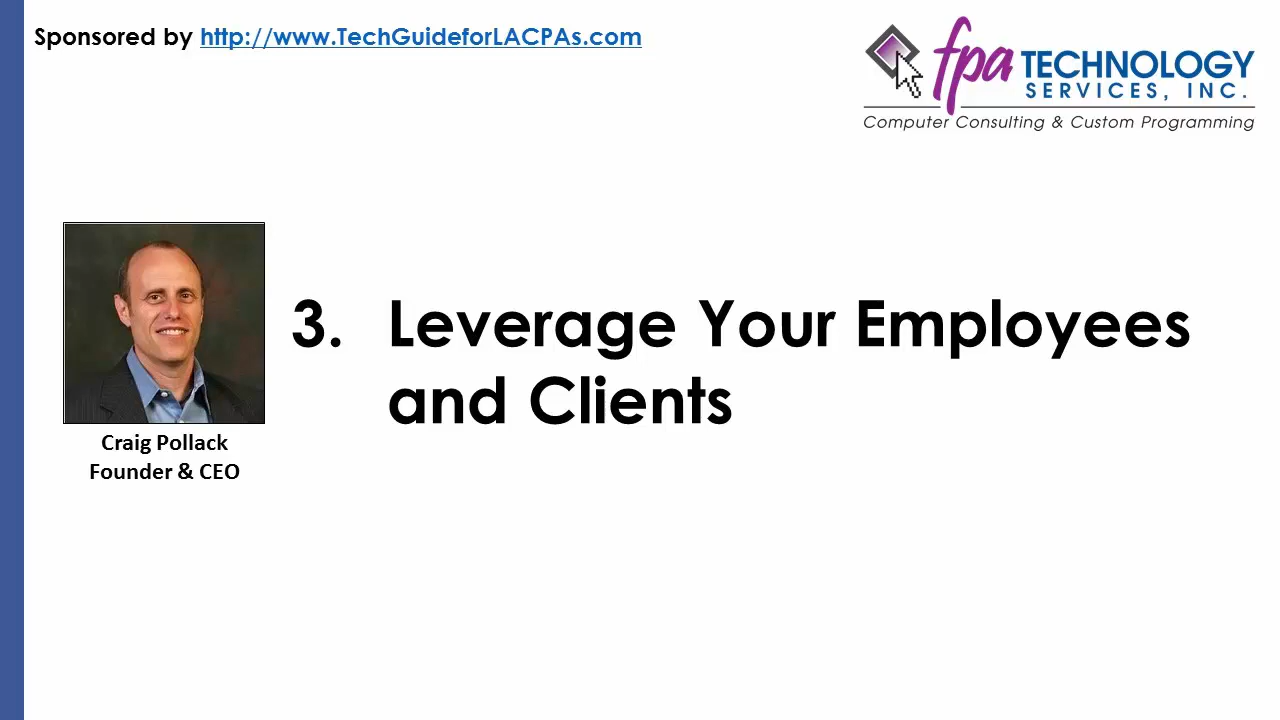 Sponsored by http://www.TechGuideforLACPAs.com
fpa TECHNOLOGY
SERVICES, INC.
Computer Consulting & Custom Programming
3. Leverage Your Employees
and Clients
Craig Pollack
Founder & CEO